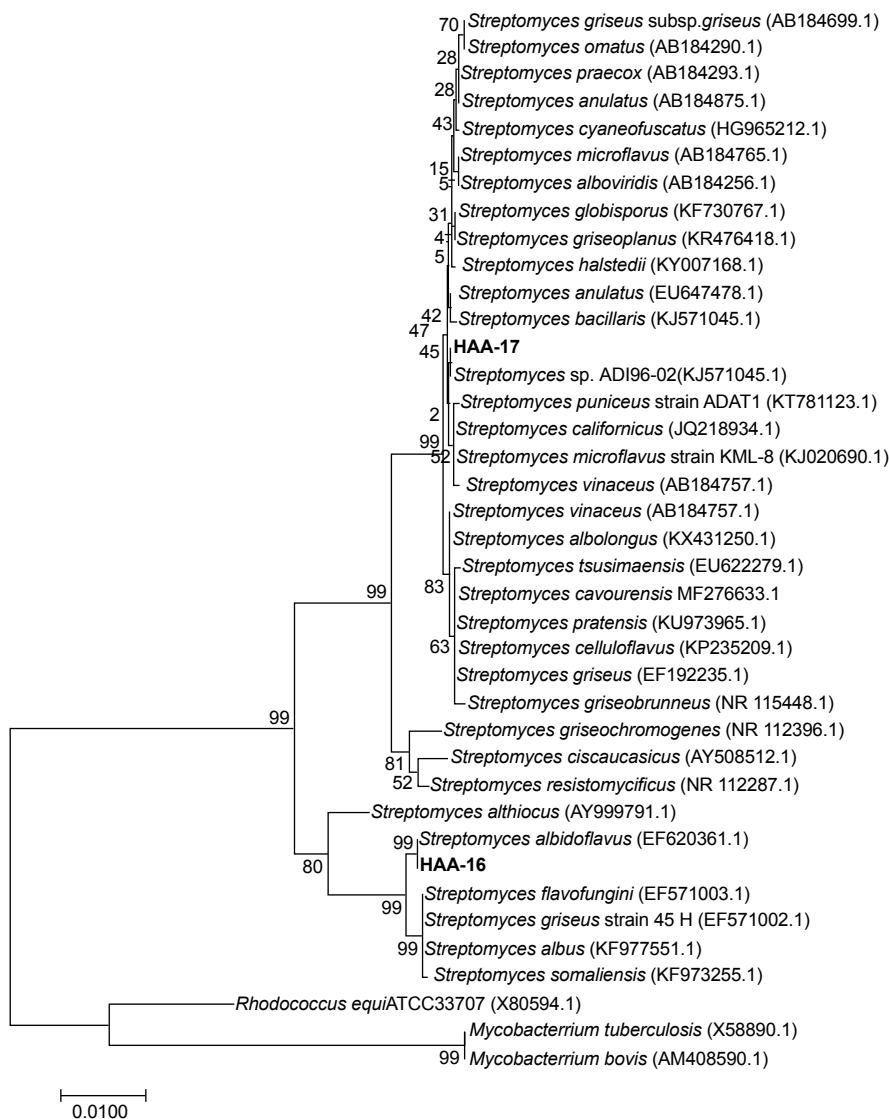 70 Streptomyces griseus subsp.griseus (AB184699.1)
Streptomyces omatus (AB184290.1)
28
Streptomyces praecox (AB184293.1)
28
Streptomyces anulatus (AB184875.1)
43 Streptomyces cyaneofuscatus (HG965212.1)
Streptomyces microflavus (AB184765.1)
15
5 Streptomyces alboviridis (AB184256.1)
31 Streptomyces globisporus (KF730767.1)
4 Streptomyces griseoplanus (KR476418.1)
5 Streptomyces halstedii (KY007168.1)
Streptomyces anulatus (EU647478.1)
42 Streptomyces bacillaris (KJ571045.1)
47
45 HAA-17
Streptomyces sp. ADI96-02(KJ571045.1)
Streptomyces puniceus strain ADAT1 (KT781123.1)
2
Streptomyces californicus (JQ218934.1)
99
52 Streptomyces microflavus strain KML-8 (KJ020690.1)
Streptomyces vinaceus (AB184757.1)
Streptomyces vinaceus (AB184757.1)
Streptomyces albolongus (KX431250.1)
Streptomyces tsusimaensis (EU622279.1)
83
99 Streptomyces cavourensis MF276633.1
Streptomyces pratensis (KU973965.1)
63 Streptomyces celluloflavus (KP235209.1)
Streptomyces griseus (EF192235.1)
Streptomyces griseobrunneus (NR 115448.1)
99
Streptomyces griseochromogenes (NR 112396.1)
81 Streptomyces ciscaucasicus (AY508512.1)
52 Streptomyces resistomycificus (NR 112287.1)
Streptomyces althiocus (AY999791.1)
99 Streptomyces albidoflavus (EF620361.1)
80 HAA-16
Streptomyces flavofungini (EF571003.1)
99
Streptomyces griseus strain 45 H (EF571002.1)
99 Streptomyces albus (KF977551.1)
Streptomyces somaliensis (KF973255.1)
Rhodococcus equiATCC33707 (X80594.1)
Mycobacterrium tuberculosis (X58890.1)
99 Mycobacterrium bovis (AM408590.1)
0.0100